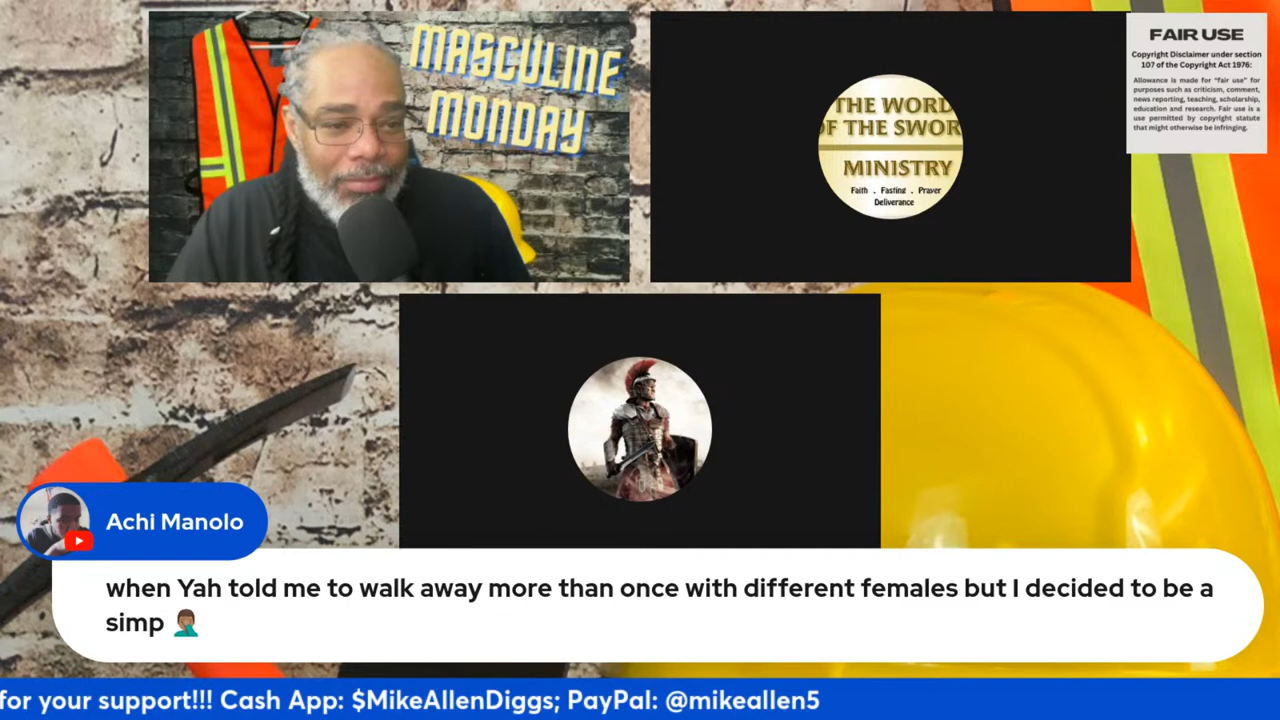 MASCULINE
MONDAY
THE WORD
OF THE SWOR
MINISTRY
Faith . Fasting . Prayer
Deliverance
FAIR USE
Copyright Disclaimer under section
107 of the Copyright Act 1976:
Allowance is made for "fair use" for
purposes such as criticism, comment,
news reporting, teaching, scholarship,
education and research. Fair use is a
use permitted by copyright statute
that might otherwise be infringing.
Achi Manolo
when Yah told me to walk away more than once with different females but I decided to be a
simp 🤦🏽‍♂️
for your support!!! Cash App: $MikeAllenDiggs; PayPal: @mikeallen5